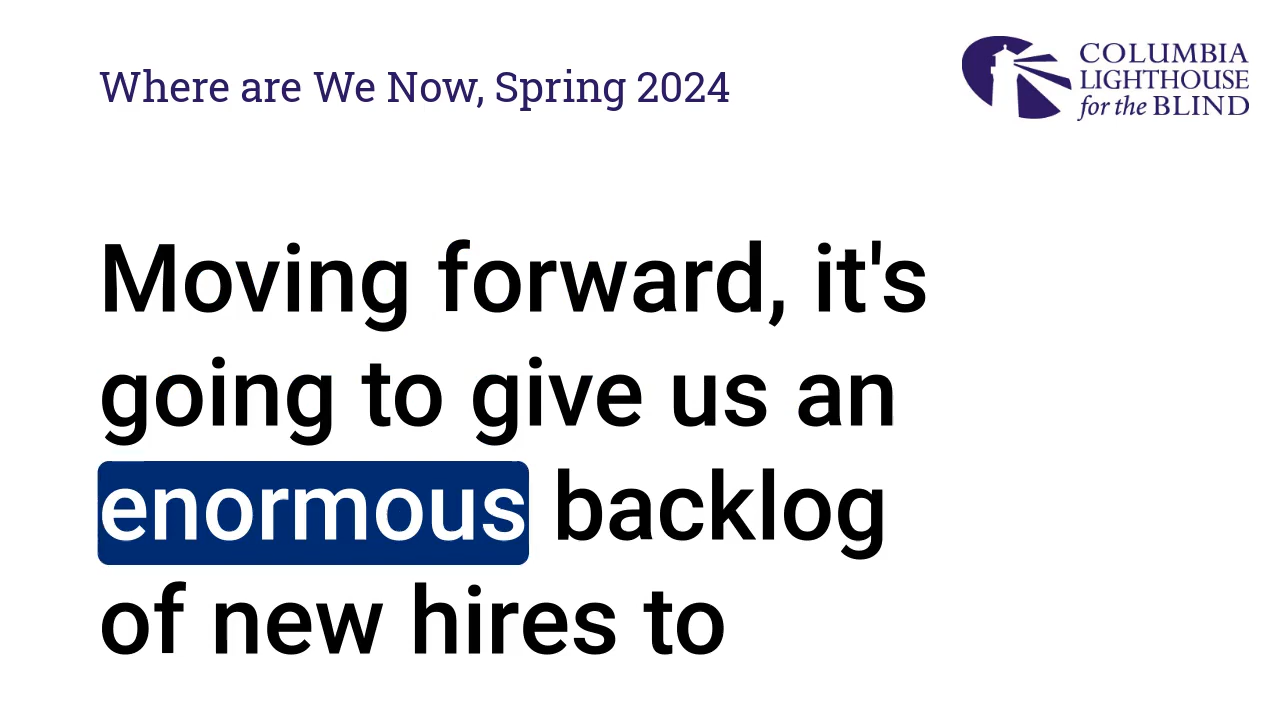 Where are We Now, Spring 2024
COLUMBIA
LIGHTHOUSE
for the BLIND
Moving forward, it's
going to give us an
enormous backlog
of new hires to